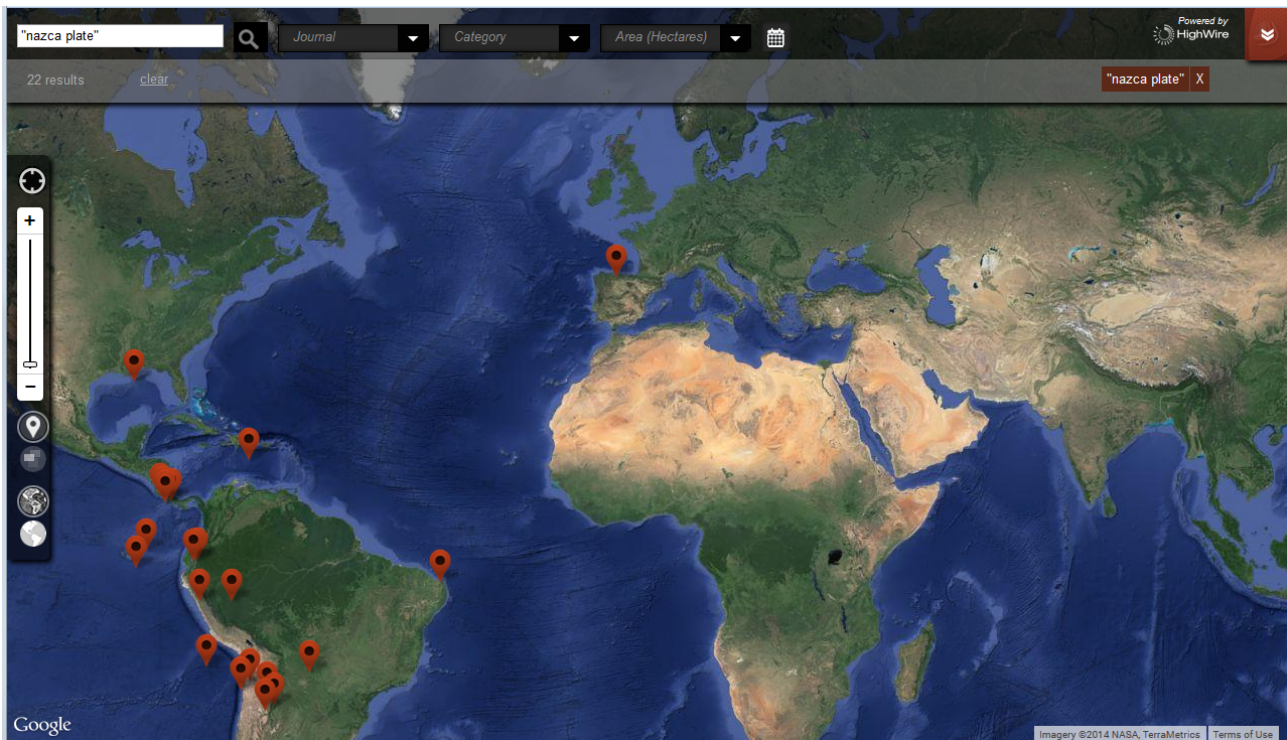 "nazca plate"
Journal
Category
Area (Hectares)
Powered by
HighWire
22 results
clear
"nazca plate" X
+
−
Google
Imagery ©2014 NASA, TerraMetrics
Terms of Use